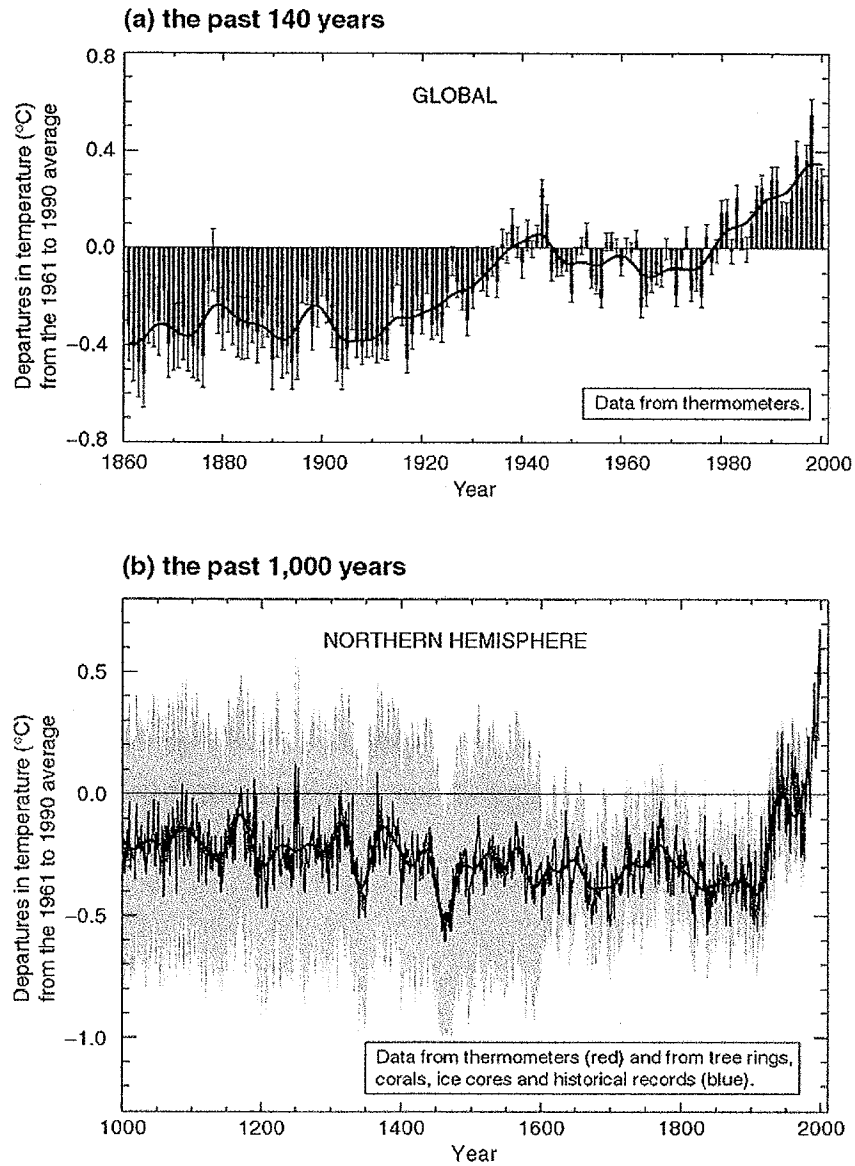 (a) the past 140 years
GLOBAL
Departures in temperature (°C)
from the 1961 to 1990 average
0.8
0.4
0.0
−0.4
−0.8
Data from thermometers.
1860 1880 1900 1920 1940 1960 1980 2000
Year
(b) the past 1,000 years
NORTHERN HEMISPHERE
Departures in temperature (°C)
from the 1961 to 1990 average
0.5
0.0
−0.5
−1.0
Data from thermometers (red) and from tree rings,
corals, ice cores and historical records (blue).
1000 1200 1400 1600 1800 2000
Year